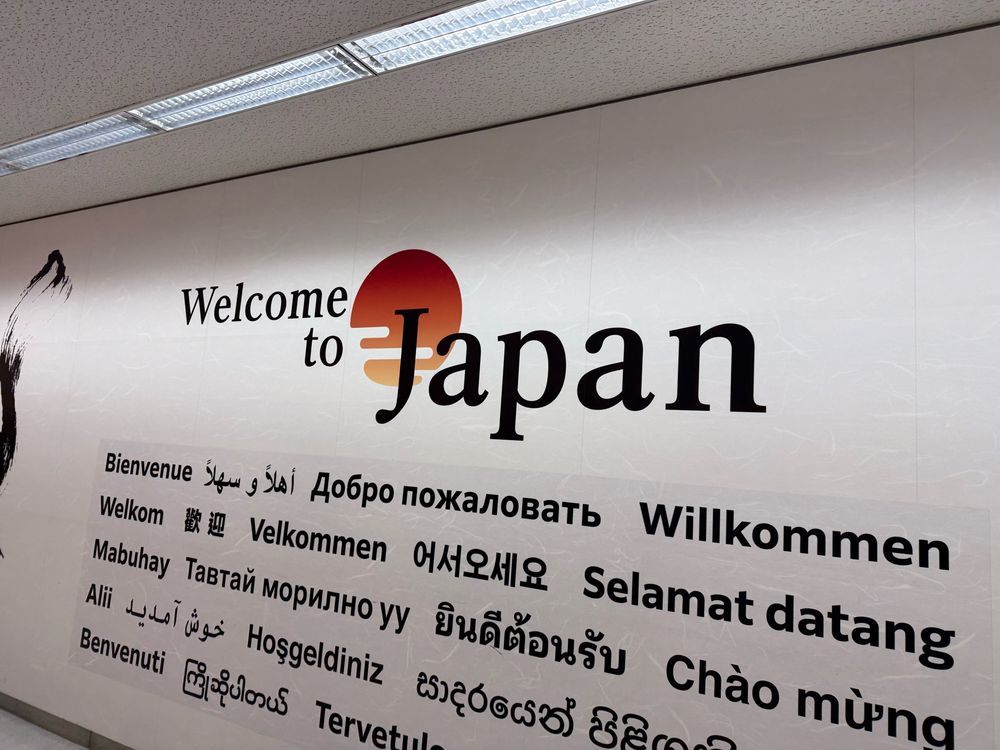 Welcome
to Japan
Bienvenue أهلاً و سهلاً Добро пожаловать Willkommen
Welkom 歡迎 Velkommen 어서오세요 Selamat datang
Mabuhay Тавтай морилно уу ยินดีต้อนรับ Chào mừng
Alii خوش آمدید Hoşgeldiniz සාදරයෙන්
Benvenuti ကြိုဆိုပါတယ်